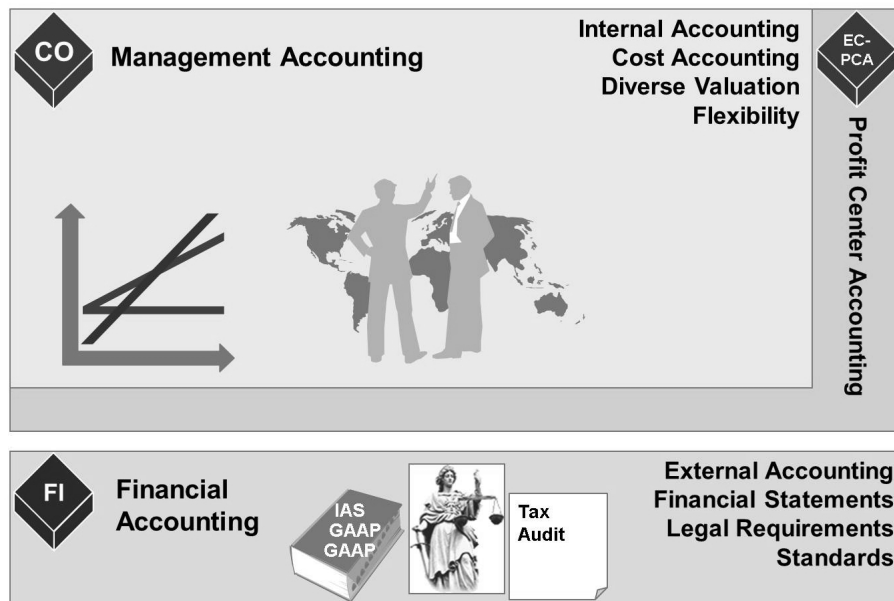 CO
Management Accounting
Internal Accounting
Cost Accounting
Diverse Valuation
Flexibility
EC-
PCA
Profit Center Accounting
FI
Financial
Accounting
IAS
GAAP
GAAP
Tax
Audit
External Accounting
Financial Statements
Legal Requirements
Standards